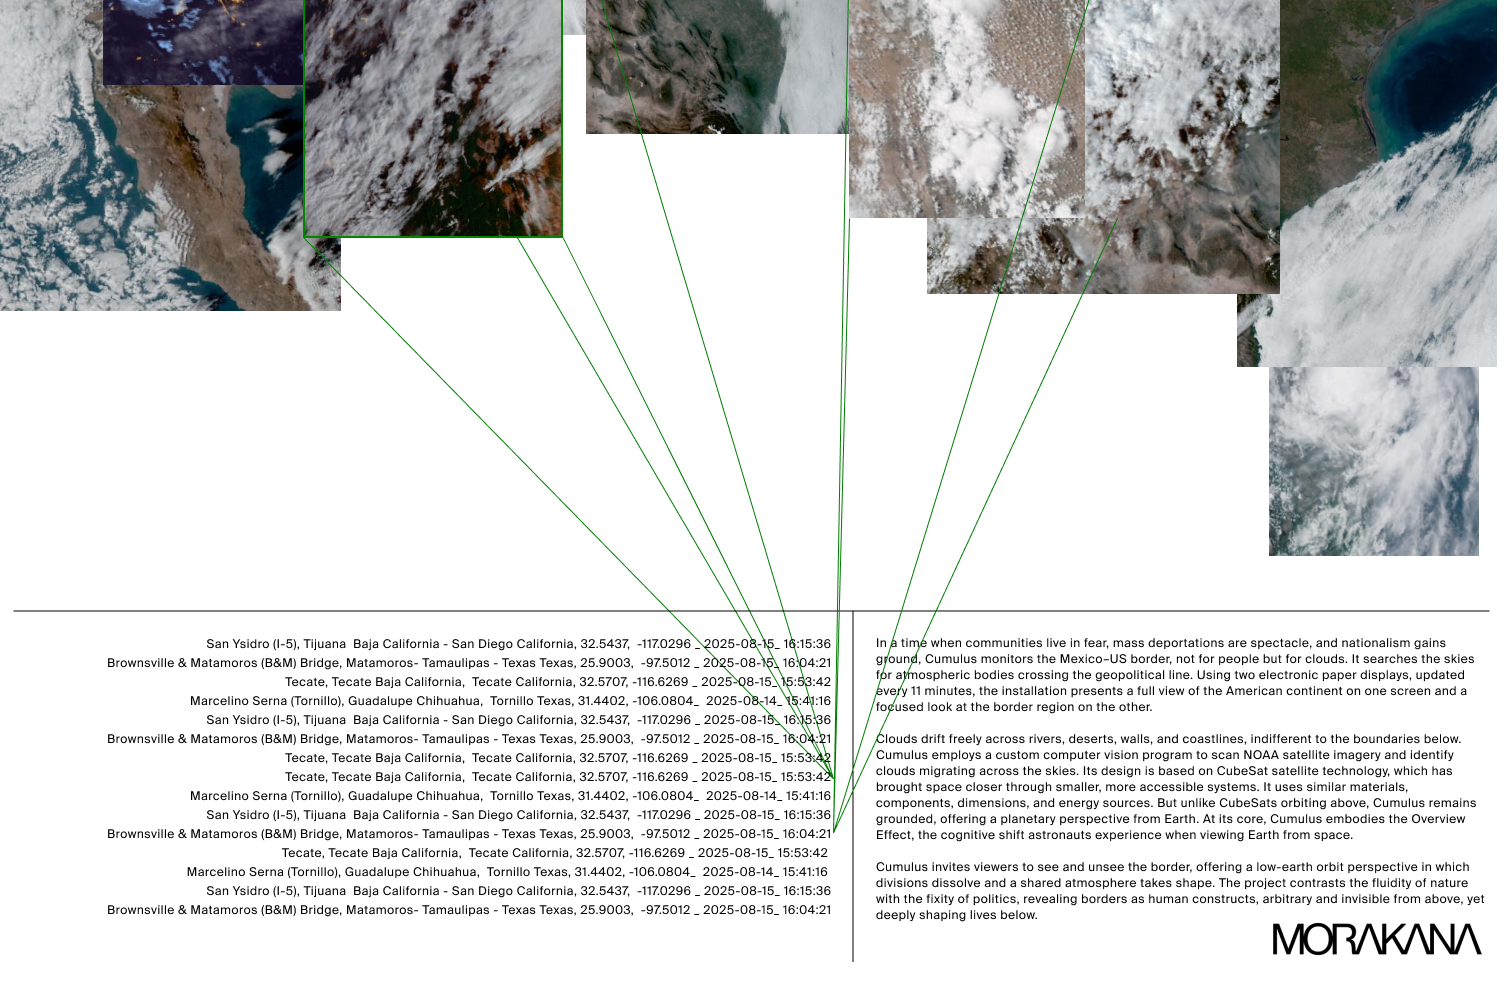 San Ysidro (I-5), Tijuana  Baja California - San Diego California, 32.5437,  -117.0296 _ 2025-08-15_ 16:15:36
Brownsville & Matamoros (B&M) Bridge, Matamoros- Tamaulipas - Texas Texas, 25.9003,  -97.5012 _ 2025-08-15_ 16:04:21
Tecate, Tecate Baja California,  Tecate California, 32.5707, -116.6269 _ 2025-08-15_ 15:53:42
Marcelino Serna (Tornillo), Guadalupe Chihuahua,  Tornillo Texas, 31.4402, -106.0804_  2025-08-14_ 15:41:16
San Ysidro (I-5), Tijuana  Baja California - San Diego California, 32.5437,  -117.0296 _ 2025-08-15_ 16:15:36
Brownsville & Matamoros (B&M) Bridge, Matamoros- Tamaulipas - Texas Texas, 25.9003,  -97.5012 _ 2025-08-15_ 16:04:21
Tecate, Tecate Baja California,  Tecate California, 32.5707, -116.6269 _ 2025-08-15_ 15:53:42
Tecate, Tecate Baja California,  Tecate California, 32.5707, -116.6269 _ 2025-08-15_ 15:53:42
Marcelino Serna (Tornillo), Guadalupe Chihuahua,  Tornillo Texas, 31.4402, -106.0804_  2025-08-14_ 15:41:16
San Ysidro (I-5), Tijuana  Baja California - San Diego California, 32.5437,  -117.0296 _ 2025-08-15_ 16:15:36
Brownsville & Matamoros (B&M) Bridge, Matamoros- Tamaulipas - Texas Texas, 25.9003,  -97.5012 _ 2025-08-15_ 16:04:21
Tecate, Tecate Baja California,  Tecate California, 32.5707, -116.6269 _ 2025-08-15_ 15:53:42
Marcelino Serna (Tornillo), Guadalupe Chihuahua,  Tornillo Texas, 31.4402, -106.0804_  2025-08-14_ 15:41:16
San Ysidro (I-5), Tijuana  Baja California - San Diego California, 32.5437,  -117.0296 _ 2025-08-15_ 16:15:36
Brownsville & Matamoros (B&M) Bridge, Matamoros- Tamaulipas - Texas Texas, 25.9003,  -97.5012 _ 2025-08-15_ 16:04:21
In a time when communities live in fear, mass deportations are spectacle, and nationalism gains
ground, Cumulus monitors the Mexico–US border, not for people but for clouds. It searches the skies
for atmospheric bodies crossing the geopolitical line. Using two electronic paper displays, updated
every 11 minutes, the installation presents a full view of the American continent on one screen and a
focused look at the border region on the other.
Clouds drift freely across rivers, deserts, walls, and coastlines, indifferent to the boundaries below.
Cumulus employs a custom computer vision program to scan NOAA satellite imagery and identify
clouds migrating across the skies. Its design is based on CubeSat satellite technology, which has
brought space closer through smaller, more accessible systems. It uses similar materials,
components, dimensions, and energy sources. But unlike CubeSats orbiting above, Cumulus remains
grounded, offering a planetary perspective from Earth. At its core, Cumulus embodies the Overview
Effect, the cognitive shift astronauts experience when viewing Earth from space.
Cumulus invites viewers to see and unsee the border, offering a low-earth orbit perspective in which
divisions dissolve and a shared atmosphere takes shape. The project contrasts the fluidity of nature
with the fixity of politics, revealing borders as human constructs, arbitrary and invisible from above, yet
deeply shaping lives below.
MORAKANA